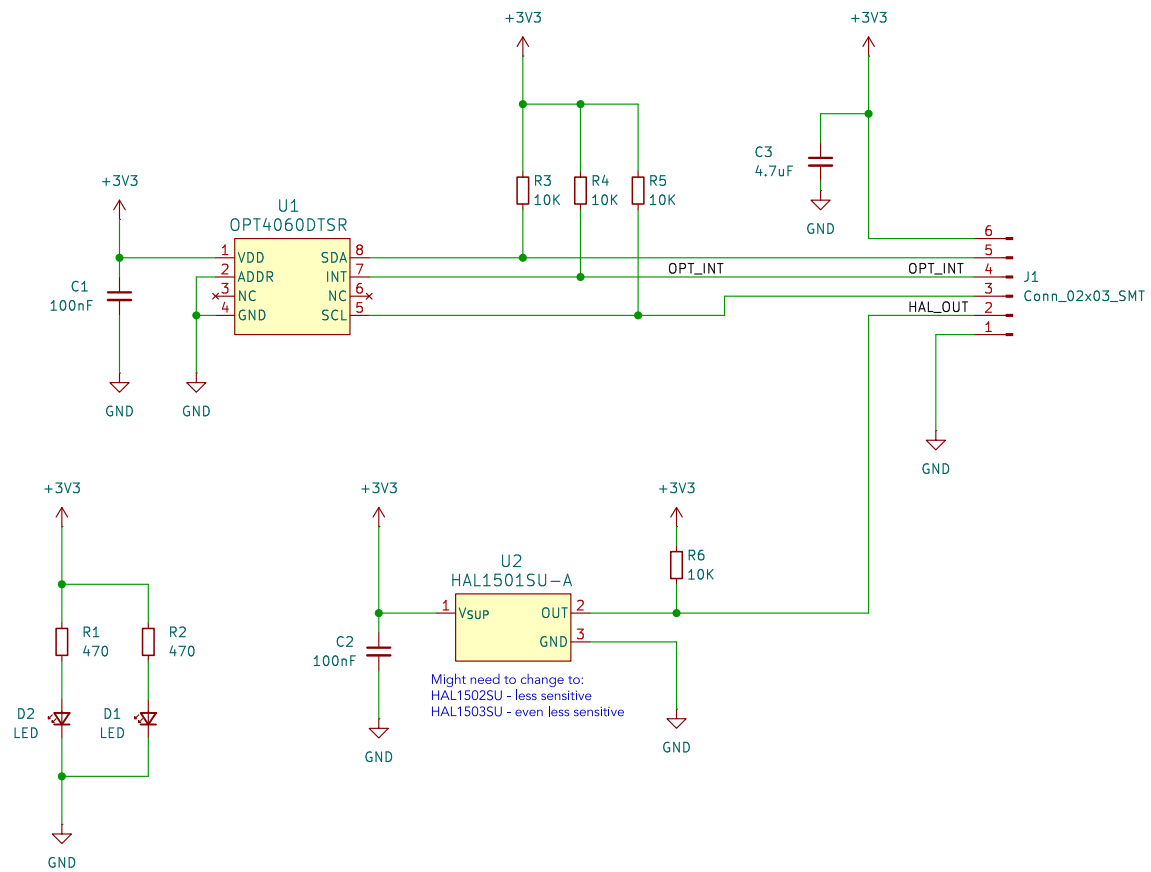 +3V3
+3V3
+3V3
C3
4.7uF
GND
R3
10K
R4
10K
R5
10K
U1
OPT4060DTSR
1 VDD
2 ADDR
3 NC
4 GND
SDA 8
INT 7
NC 6
SCL 5
C1
100nF
GND
GND
OPT_INT
OPT_INT
HAL_OUT
6
5
4
3
2
1
J1
Conn_02x03_SMT
GND
+3V3
+3V3
+3V3
R6
10K
U2
HAL1501SU-A
1 VSUP
OUT 2
GND 3
C2
100nF
GND
GND
Might need to change to:
HAL1502SU - less sensitive
HAL1503SU - even less sensitive
R1
470
R2
470
D2
LED
D1
LED
GND